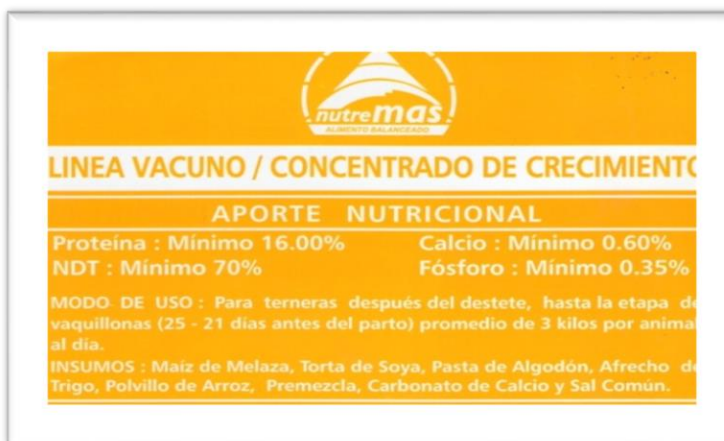 nutremas
ALIMENTO BALANCEADO
LINEA VACUNO / CONCENTRADO DE CRECIMIENTO
APORTE NUTRICIONAL
Proteína : Mínimo 16.00% Calcio : Mínimo 0.60%
NDT : Mínimo 70% Fósforo : Mínimo 0.35%
MODO DE USO : Para terneras después del destete, hasta la etapa de
vaquillonas (25 - 21 días antes del parto) promedio de 3 kilos por animal
al día.
INSUMOS : Maíz de Melaza, Torta de Soya, Pasta de Algodón, Afrecho de
Trigo, Polvillo de Arroz, Premezcla, Carbonato de Calcio y Sal Común.